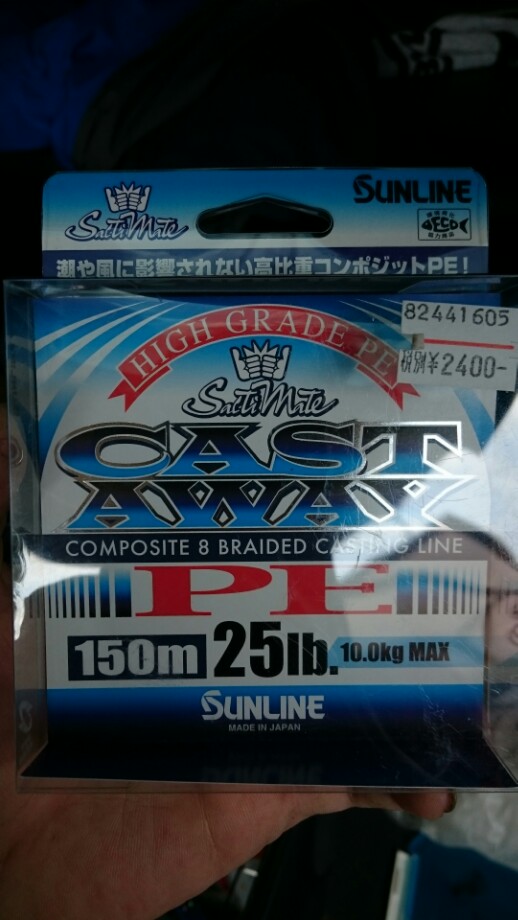 SaltiMate
SUNLINE
ECO
潮や風に影響されない高比重コンポジットPE!
82441605
税別¥2400-
HIGH GRADE PE
SaltiMate
CAST
AWAY
COMPOSITE 8 BRAIDED CASTING LINE
PE
150m 25lb. 10.0kg MAX
SUNLINE
MADE IN JAPAN